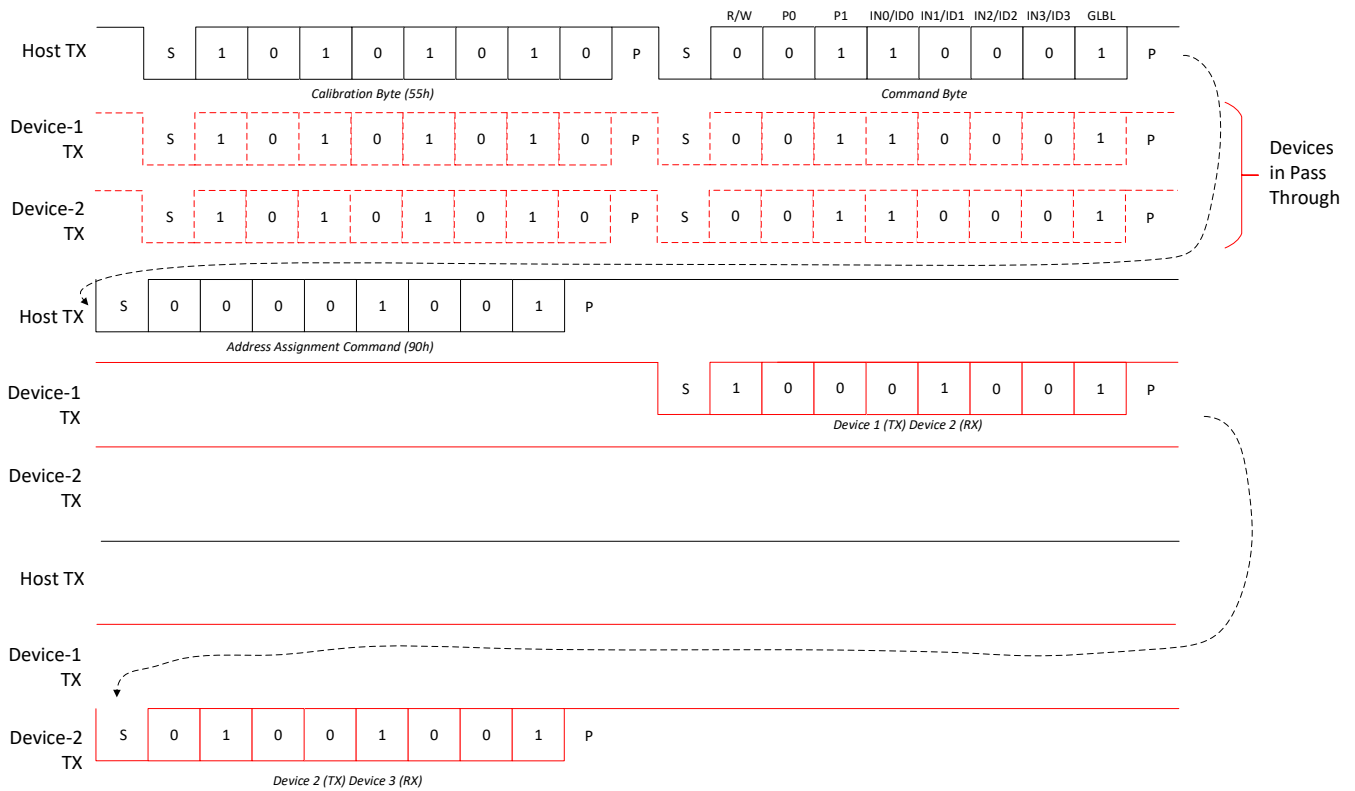 R/W P0 P1 IN0/ID0 IN1/ID1 IN2/ID2 IN3/ID3 GLBL
Host TX S 1 0 1 0 1 0 1 0 P S 0 0 1 1 0 0 0 1 P
Calibration Byte (55h) Command Byte
Device-1
TX S 1 0 1 0 1 0 1 0 P S 0 0 1 1 0 0 0 1 P
Device-2
TX S 1 0 1 0 1 0 1 0 P S 0 0 1 1 0 0 0 1 P
Devices
in Pass
Through
Host TX S 0 0 0 0 1 0 0 1 P
Address Assignment Command (90h)
Device-1
TX S 1 0 0 0 1 0 0 1 P
Device 1 (TX) Device 2 (RX)
Device-2
TX
Host TX
Device-1
TX
Device-2
TX S 0 1 0 0 1 0 0 1 P
Device 2 (TX) Device 3 (RX)